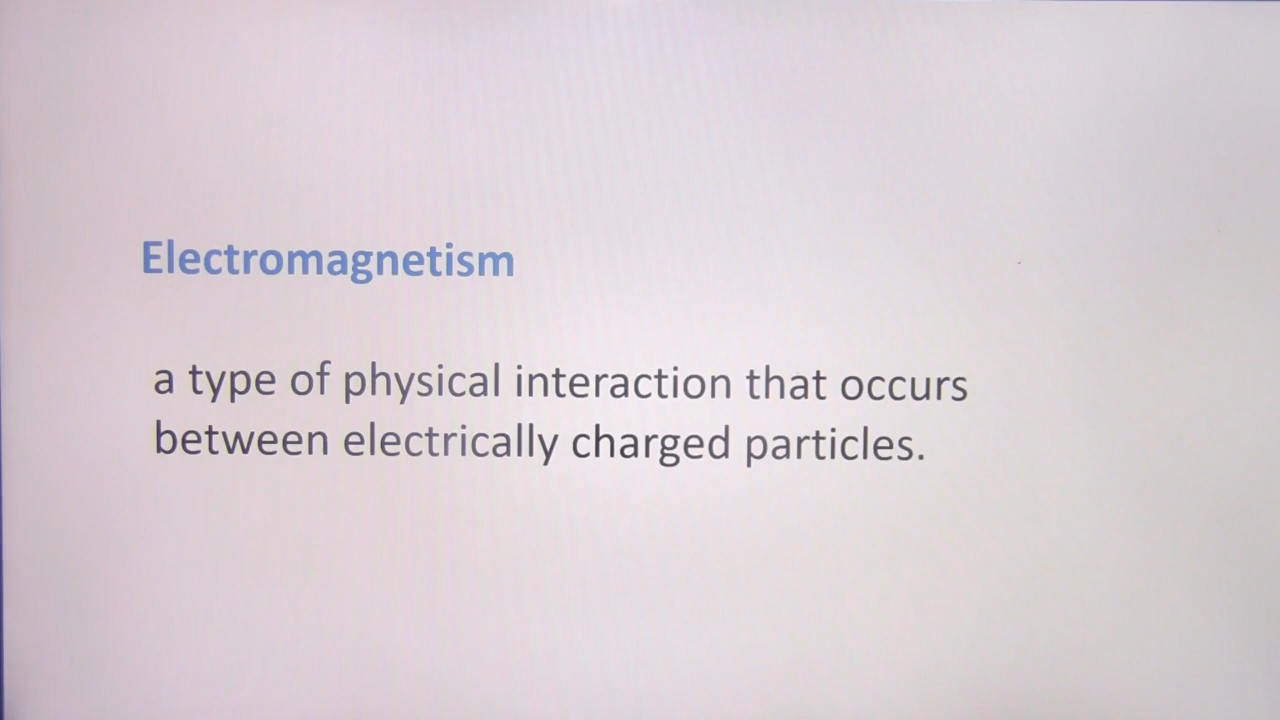 Electromagnetism
a type of physical interaction that occurs
between electrically charged particles.